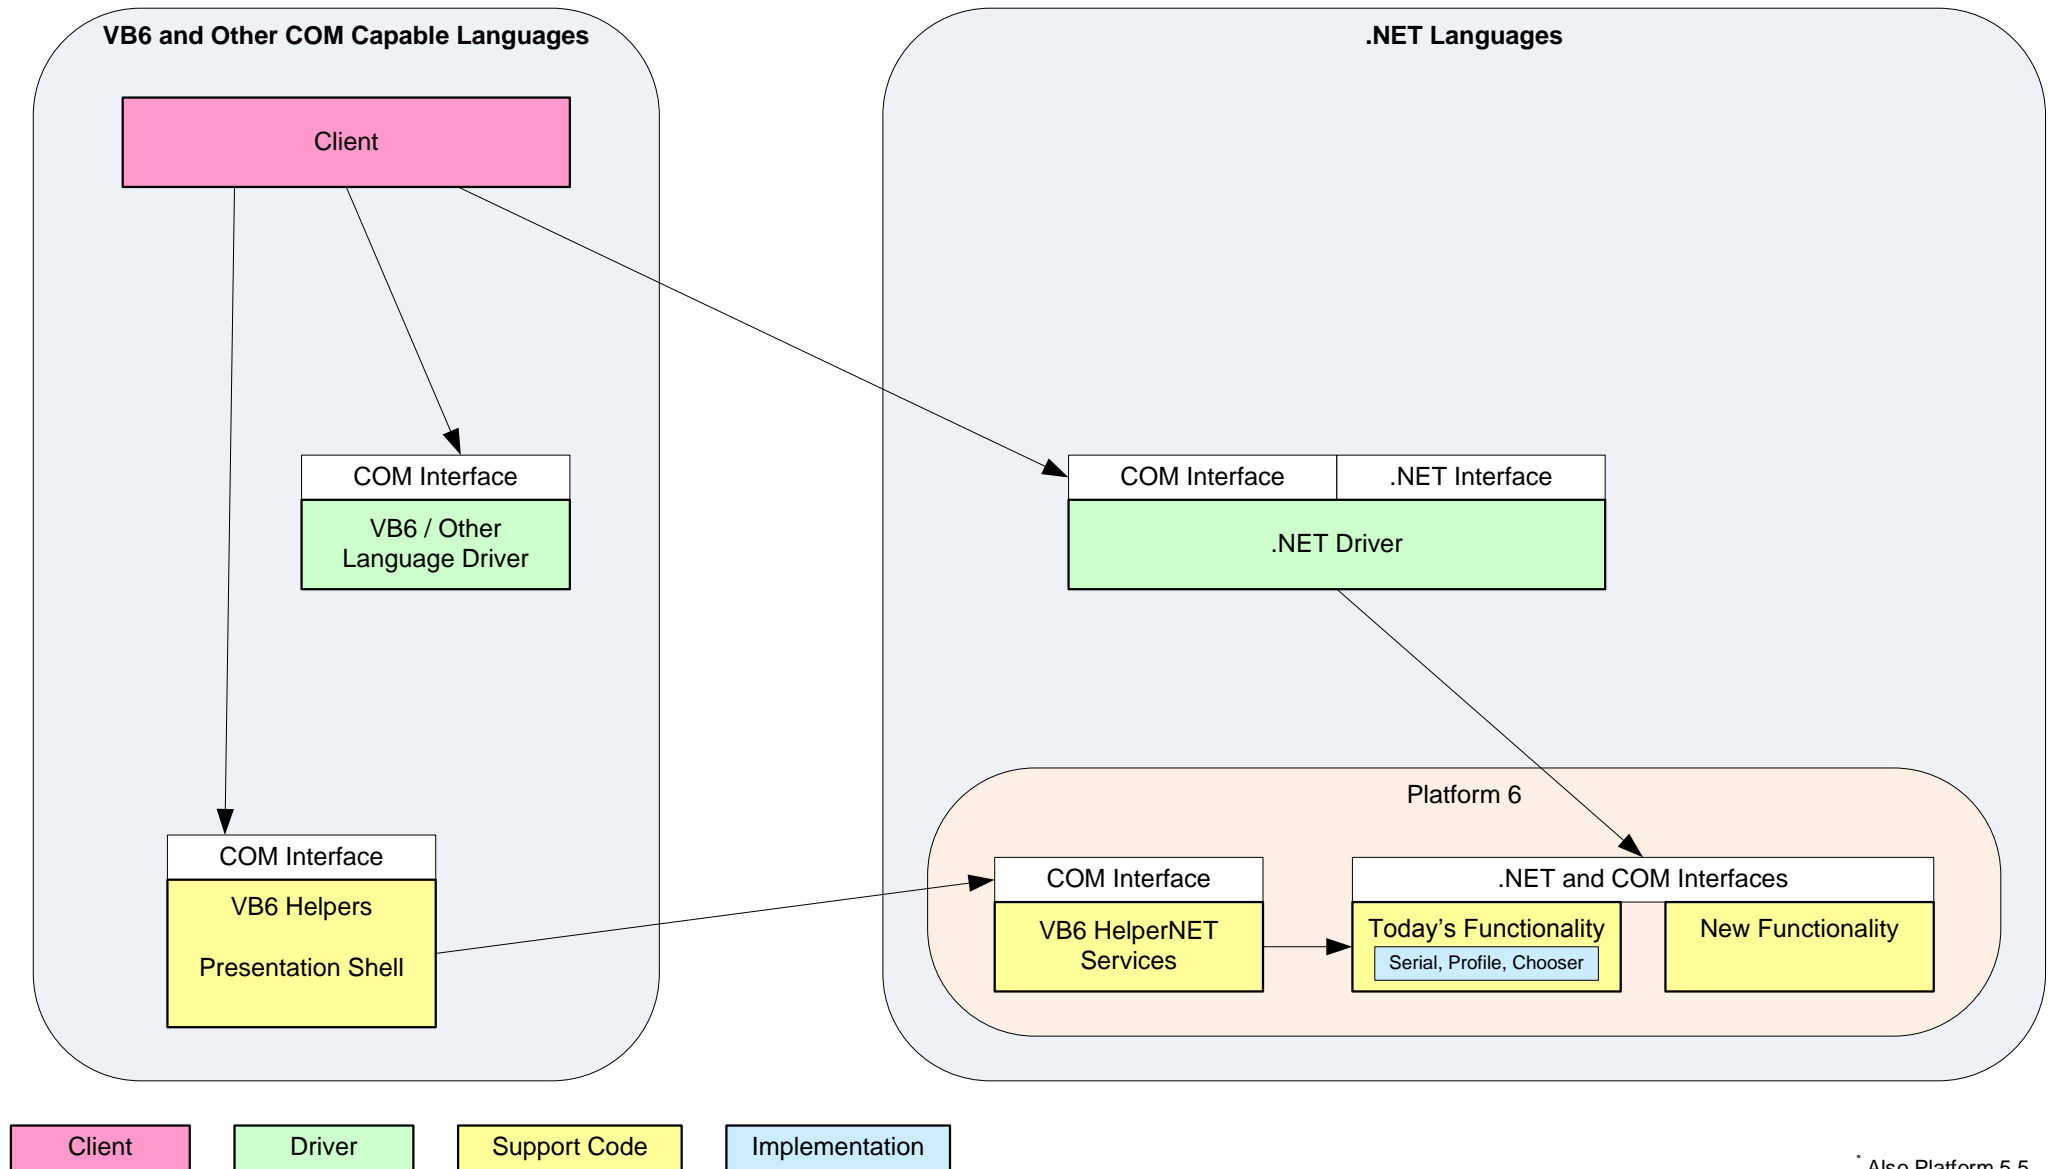 VB6 and Other COM Capable Languages
Client
COM Interface
VB6 / Other
Language Driver
COM Interface
VB6 Helpers
Presentation Shell
.NET Languages
COM Interface
.NET Interface
.NET Driver
Platform 6
COM Interface
VB6 HelperNET
Services
.NET and COM Interfaces
Today’s Functionality
Serial, Profile, Chooser
New Functionality
Client
Driver
Support Code
Implementation
* Also Platform 5.5